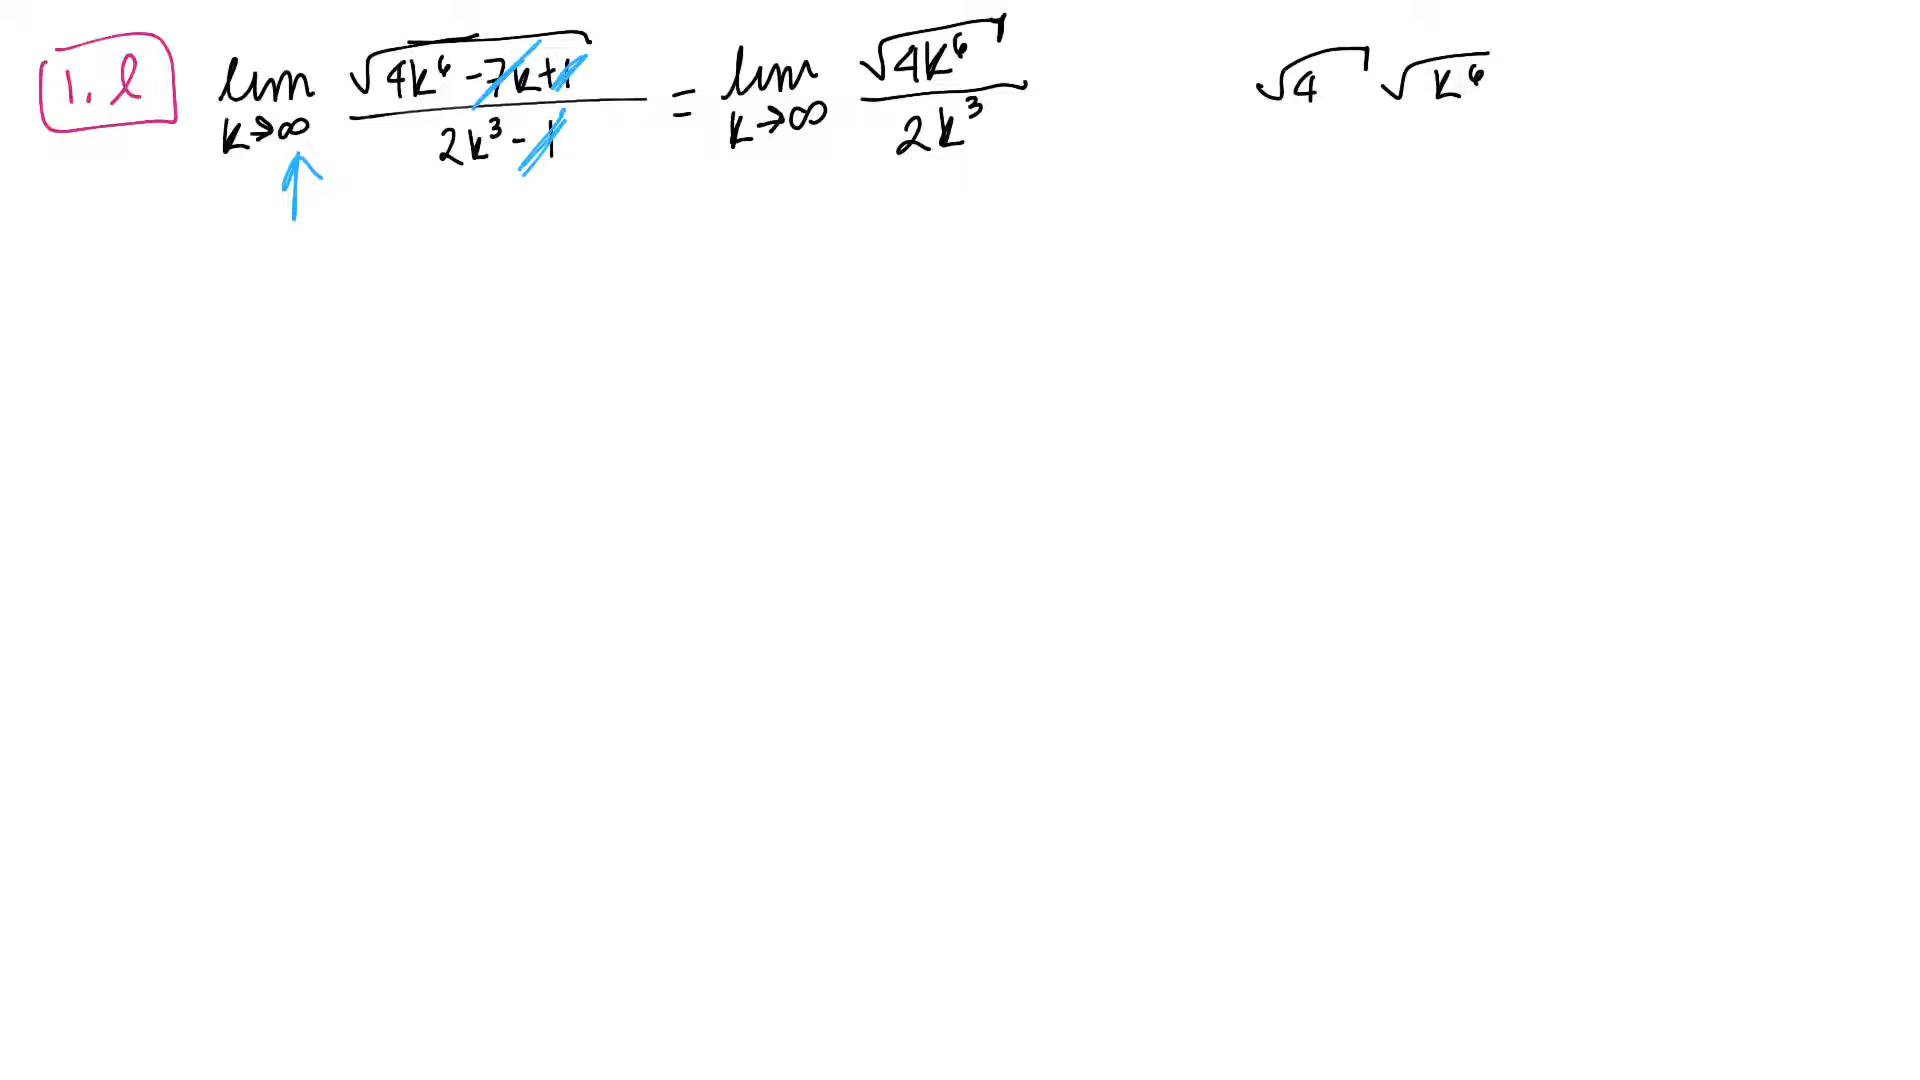 1. l lim k→∞ √(4k⁶ - 7k + 1) / (2k³ - 1) = lim k→∞ √(4k⁶) / (2k³) √4 √k⁶